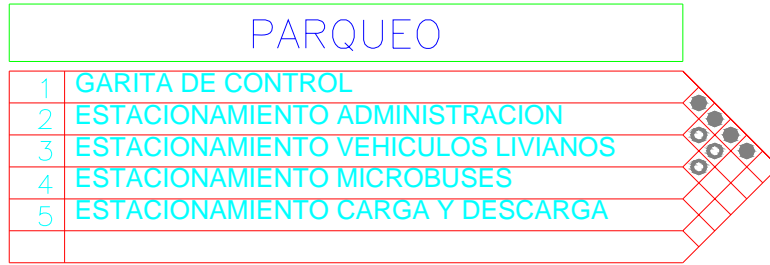 PARQUEO
1 GARITA DE CONTROL
2 ESTACIONAMIENTO ADMINISTRACION
3 ESTACIONAMIENTO VEHICULOS LIVIANOS
4 ESTACIONAMIENTO MICROBUSES
5 ESTACIONAMIENTO CARGA Y DESCARGA